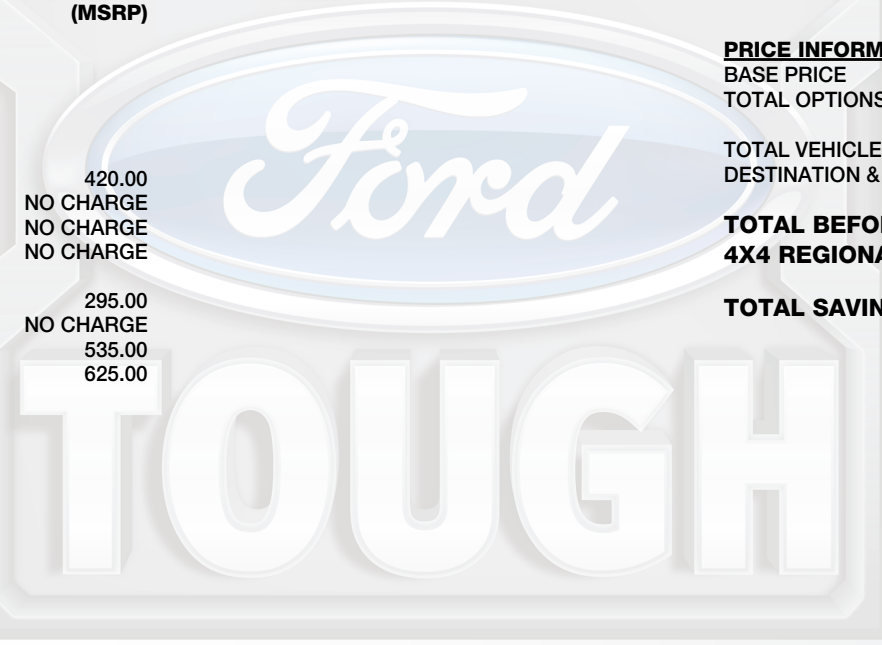 (MSRP)
420.00
NO CHARGE
NO CHARGE
NO CHARGE
295.00
NO CHARGE
535.00
625.00
PRICE INFORM
BASE PRICE
TOTAL OPTIONS
TOTAL VEHICLE
DESTINATION &
TOTAL BEFO
4X4 REGIONA
TOTAL SAVIN
Ford
TOUGH